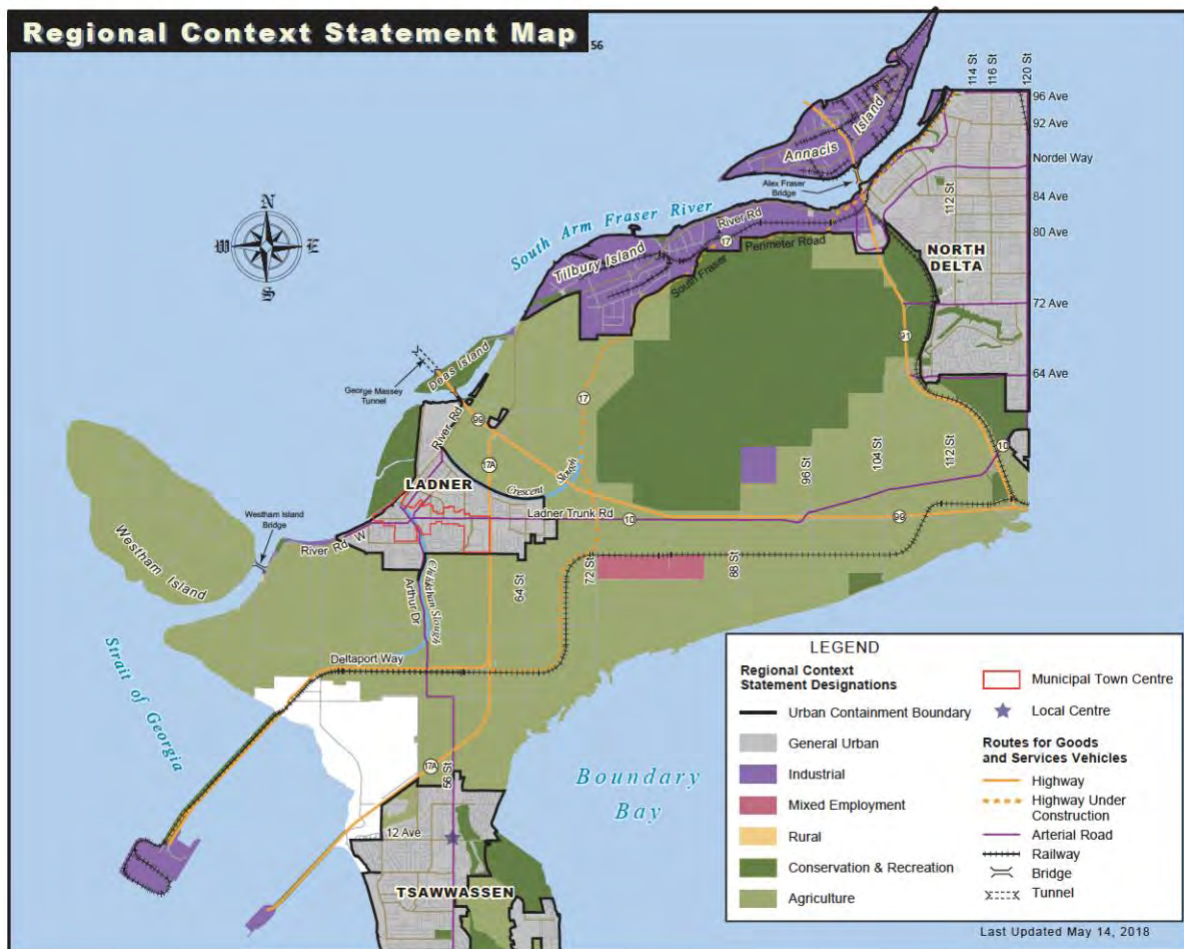 Regional Context Statement Map
56
114 St
116 St
120 St
96 Ave
92 Ave
Nordel Way
84 Ave
80 Ave
72 Ave
64 Ave
112 St
Annacis
Island
Alex Fraser
Bridge
NORTH
DELTA
South Arm Fraser River
River Rd
17
Tilbury Island
South Fraser
Perimeter Road
N
W
E
S
91
Deas Island
George Massey
Tunnel
17
99
River Rd
17A
LADNER
Crescent
Slough
96 St
104 St
112 St
10
Ladner Trunk Rd
10
99
Westham Island
Bridge
River Rd W
Westham Island
Chilukthan Slough
Arthur Dr
64 St
72 St
88 St
Deltaport Way
Strait of
Georgia
17A
56 St
12 Ave
TSAWWASSEN
Boundary
Bay
LEGEND
Regional Context
Statement Designations
Urban Containment Boundary
General Urban
Industrial
Mixed Employment
Rural
Conservation & Recreation
Agriculture
Municipal Town Centre
Local Centre
Routes for Goods
and Services Vehicles
Highway
Highway Under
Construction
Arterial Road
Railway
Bridge
Tunnel
Last Updated May 14, 2018